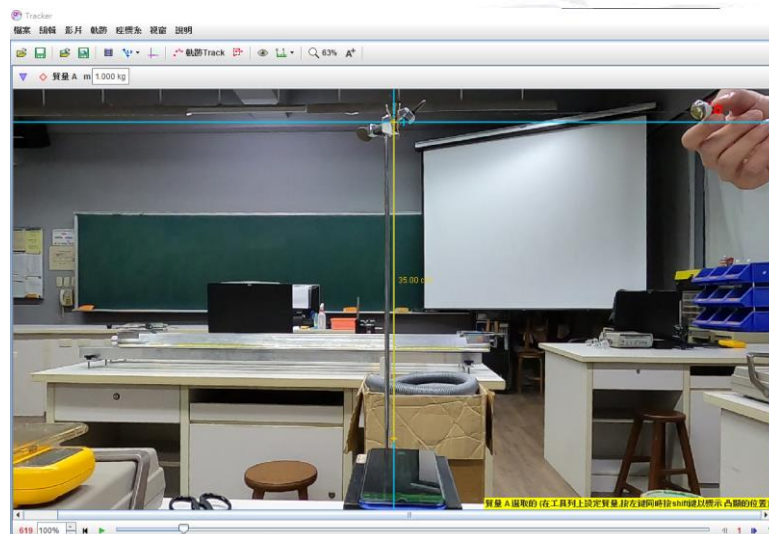 Tracker
檔案 編輯 影片 軌跡 座標系 視窗 說明
軌跡Track 63% A⁺
質量 A m 1.000 kg
35.00 c
質量 A 選取的 (在工具列上設定質量,按左鍵同時按shift鍵以標示 凸顯的位置
619 100% 1